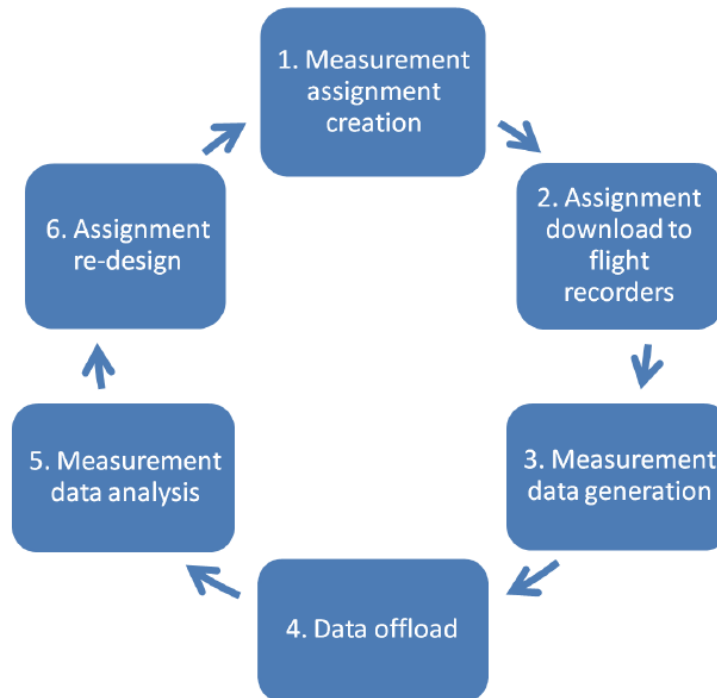 1. Measurement
assignment
creation
2. Assignment
download to
flight
recorders
3. Measurement
data generation
4. Data offload
5. Measurement
data analysis
6. Assignment
re-design